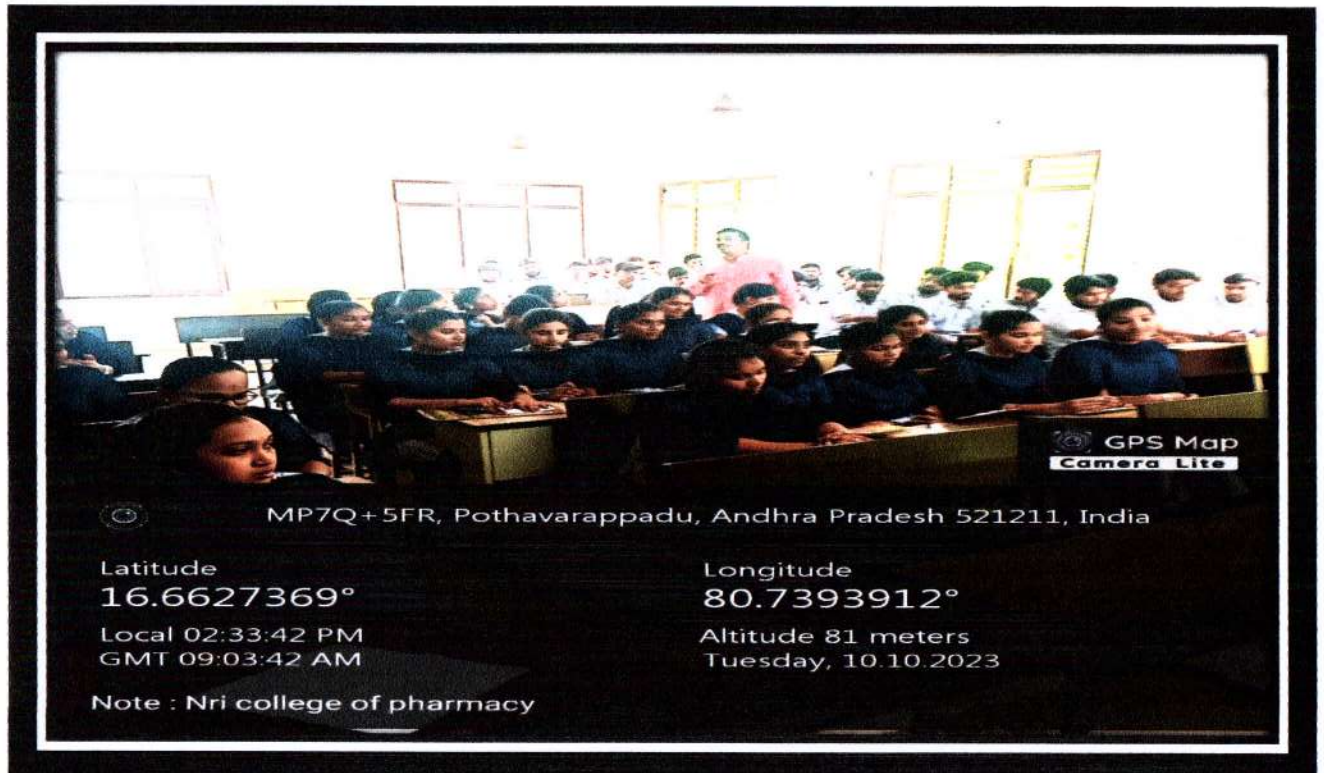 GPS Map
Camera Lite
MP7Q+5FR, Pothavarappadu, Andhra Pradesh 521211, India
Latitude
16.6627369°
Longitude
80.7393912°
Local 02:33:42 PM
GMT 09:03:42 AM
Altitude 81 meters
Tuesday, 10.10.2023
Note : Nri college of pharmacy